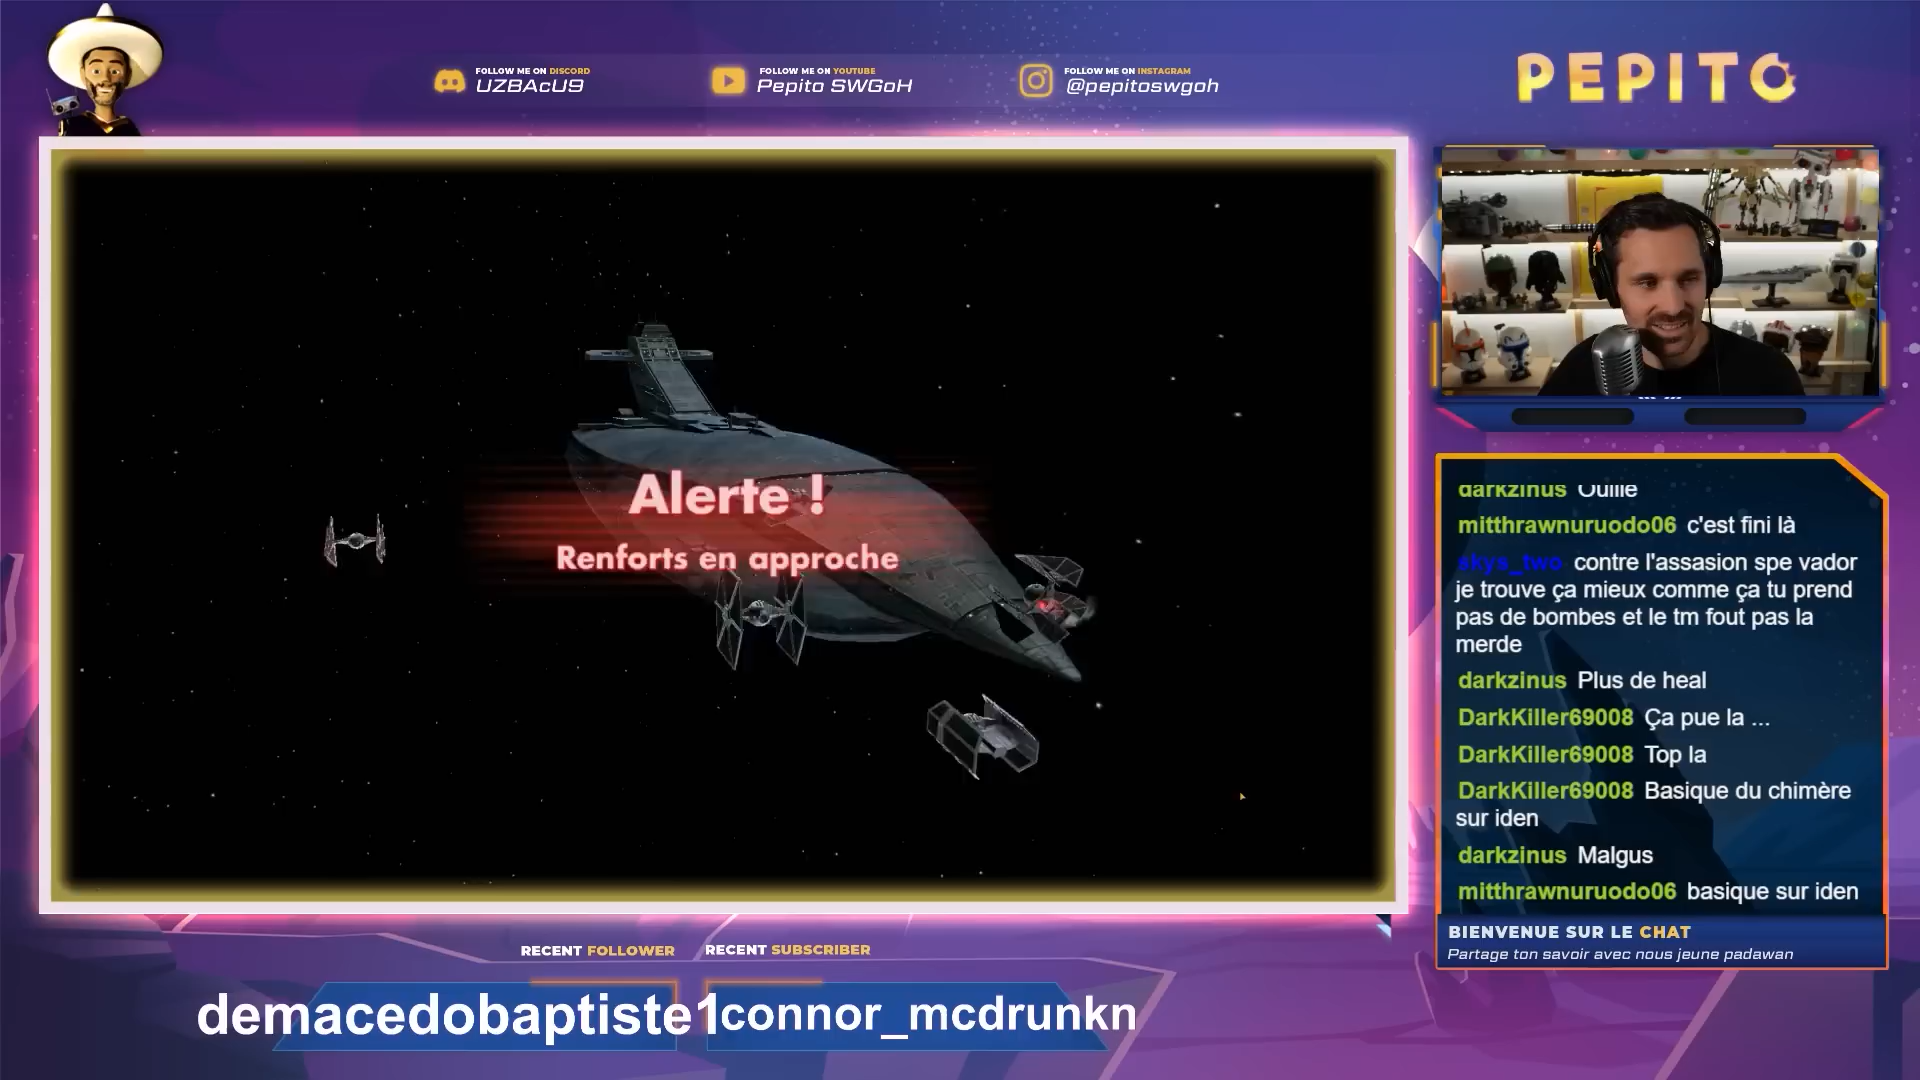 FOLLOW ME ON DISCORD
UZBAcU9
FOLLOW ME ON YOUTUBE
Pepito SWGoH
FOLLOW ME ON INSTAGRAM
@pepitoswgoh
PEPITO
Alerte !
Renforts en approche
darkzinus Ouille
mitthrawnuruodo06 c'est fini là
skys_two contre l'assasion spe vador
je trouve ça mieux comme ça tu prend
pas de bombes et le tm fout pas la
merde
darkzinus Plus de heal
DarkKiller69008 Ça pue la ...
DarkKiller69008 Top la
DarkKiller69008 Basique du chimère
sur iden
darkzinus Malgus
mitthrawnuruodo06 basique sur iden
BIENVENUE SUR LE CHAT
Partage ton savoir avec nous jeune padawan
RECENT FOLLOWER
demacedobaptiste1
RECENT SUBSCRIBER
connor_mcdrunkn